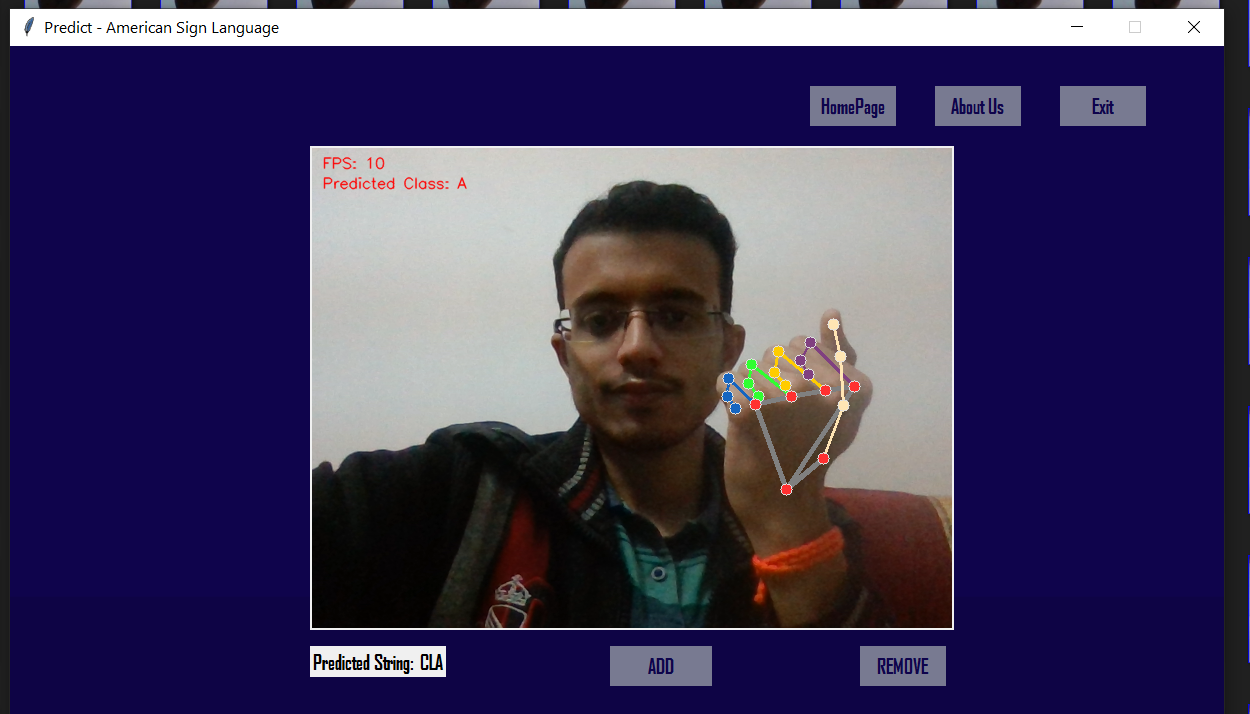 Predict - American Sign Language
HomePage
About Us
Exit
FPS: 10
Predicted Class: A
Predicted String: CLA
ADD
REMOVE